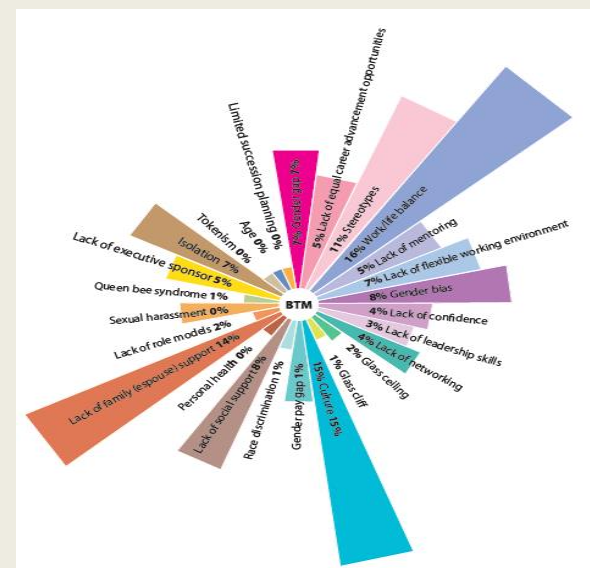 Limited succession planning 0%
7% Gender gap 7%
5% Lack of equal career advancement opportunities
11% Stereotypes
16% Work/life balance
5% Lack of mentoring
7% Lack of flexible working environment
8% Gender bias
4% Lack of confidence
3% Lack of leadership skills
4% Lack of networking
2% Glass ceiling
1% Glass cliff
15% Culture 15%
Gender pay gap 1%
Race discrimination 1%
Lack of social support 8%
Personal health 0%
Lack of family (espouse) support 14%
Lack of role models 2%
Sexual harassment 0%
Queen bee syndrome 1%
Lack of executive sponsor 5%
Isolation 7%
Tokenism 0%
Age 0%
BTM